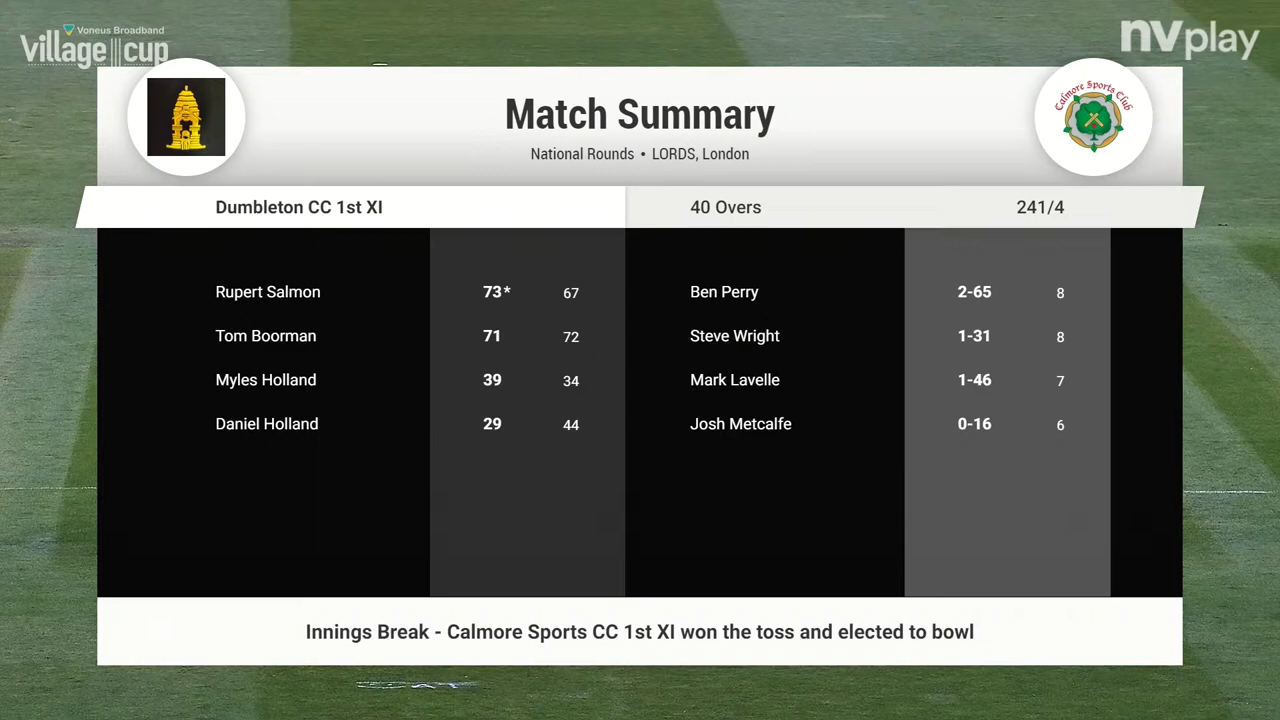 Voneus Broadband
village cup
nvplay
Calmore Sports Club
Match Summary
National Rounds • LORDS, London
Dumbleton CC 1st XI 40 Overs 241/4
Rupert Salmon 73* 67 Ben Perry 2-65 8
Tom Boorman 71 72 Steve Wright 1-31 8
Myles Holland 39 34 Mark Lavelle 1-46 7
Daniel Holland 29 44 Josh Metcalfe 0-16 6
Innings Break - Calmore Sports CC 1st XI won the toss and elected to bowl